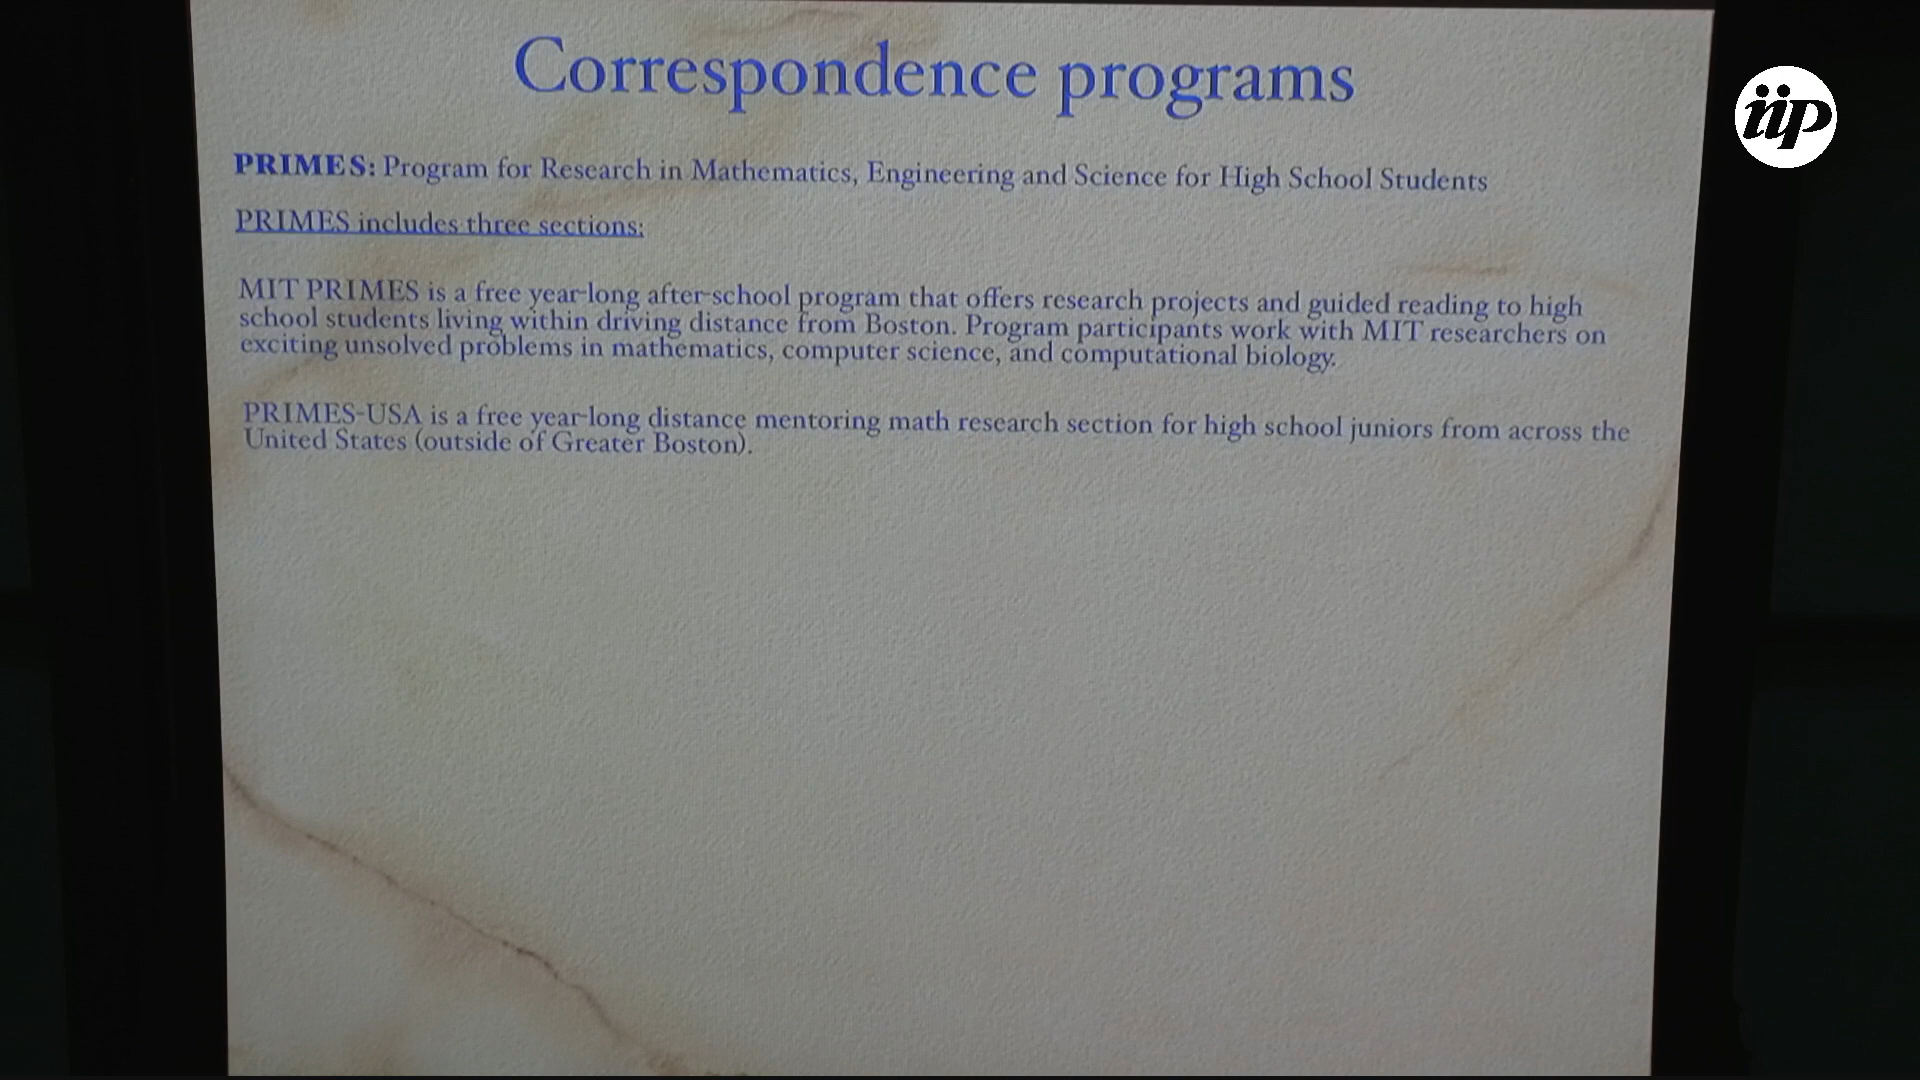 Correspondence programs
iip
PRIMES: Program for Research in Mathematics, Engineering and Science for High School Students
PRIMES includes three sections:
MIT PRIMES is a free year-long after-school program that offers research projects and guided reading to high
school students living within driving distance from Boston. Program participants work with MIT researchers on
exciting unsolved problems in mathematics, computer science, and computational biology.
PRIMES-USA is a free year-long distance mentoring math research section for high school juniors from across the
United States (outside of Greater Boston).